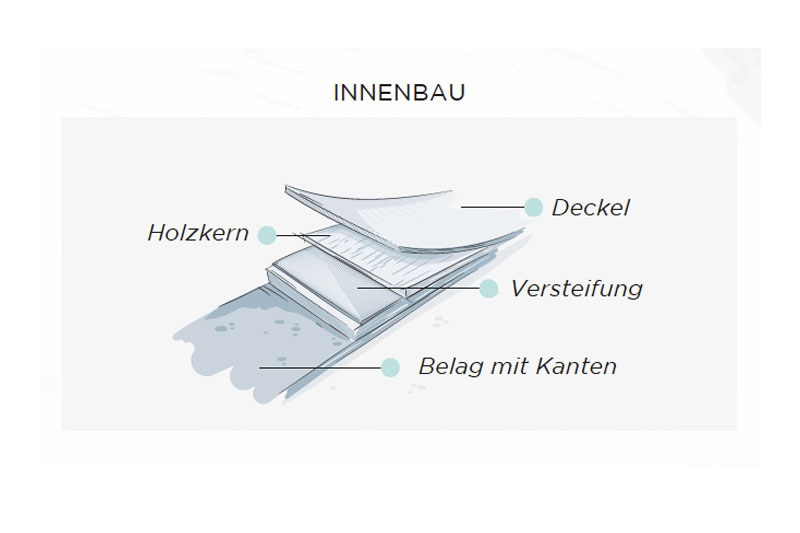 INNENBAU
Deckel
Holzkern
Versteifung
Belag mit Kanten